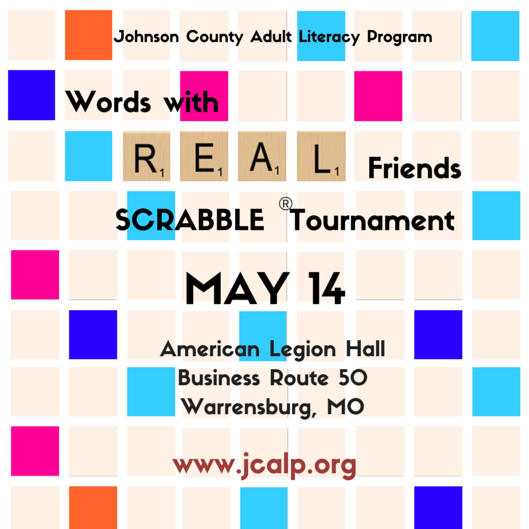 Johnson County Adult Literacy Program
Words with
R1 E1 A1 L1 Friends
SCRABBLE ® Tournament
MAY 14
American Legion Hall
Business Route 50
Warrensburg, MO
www.jcalp.org